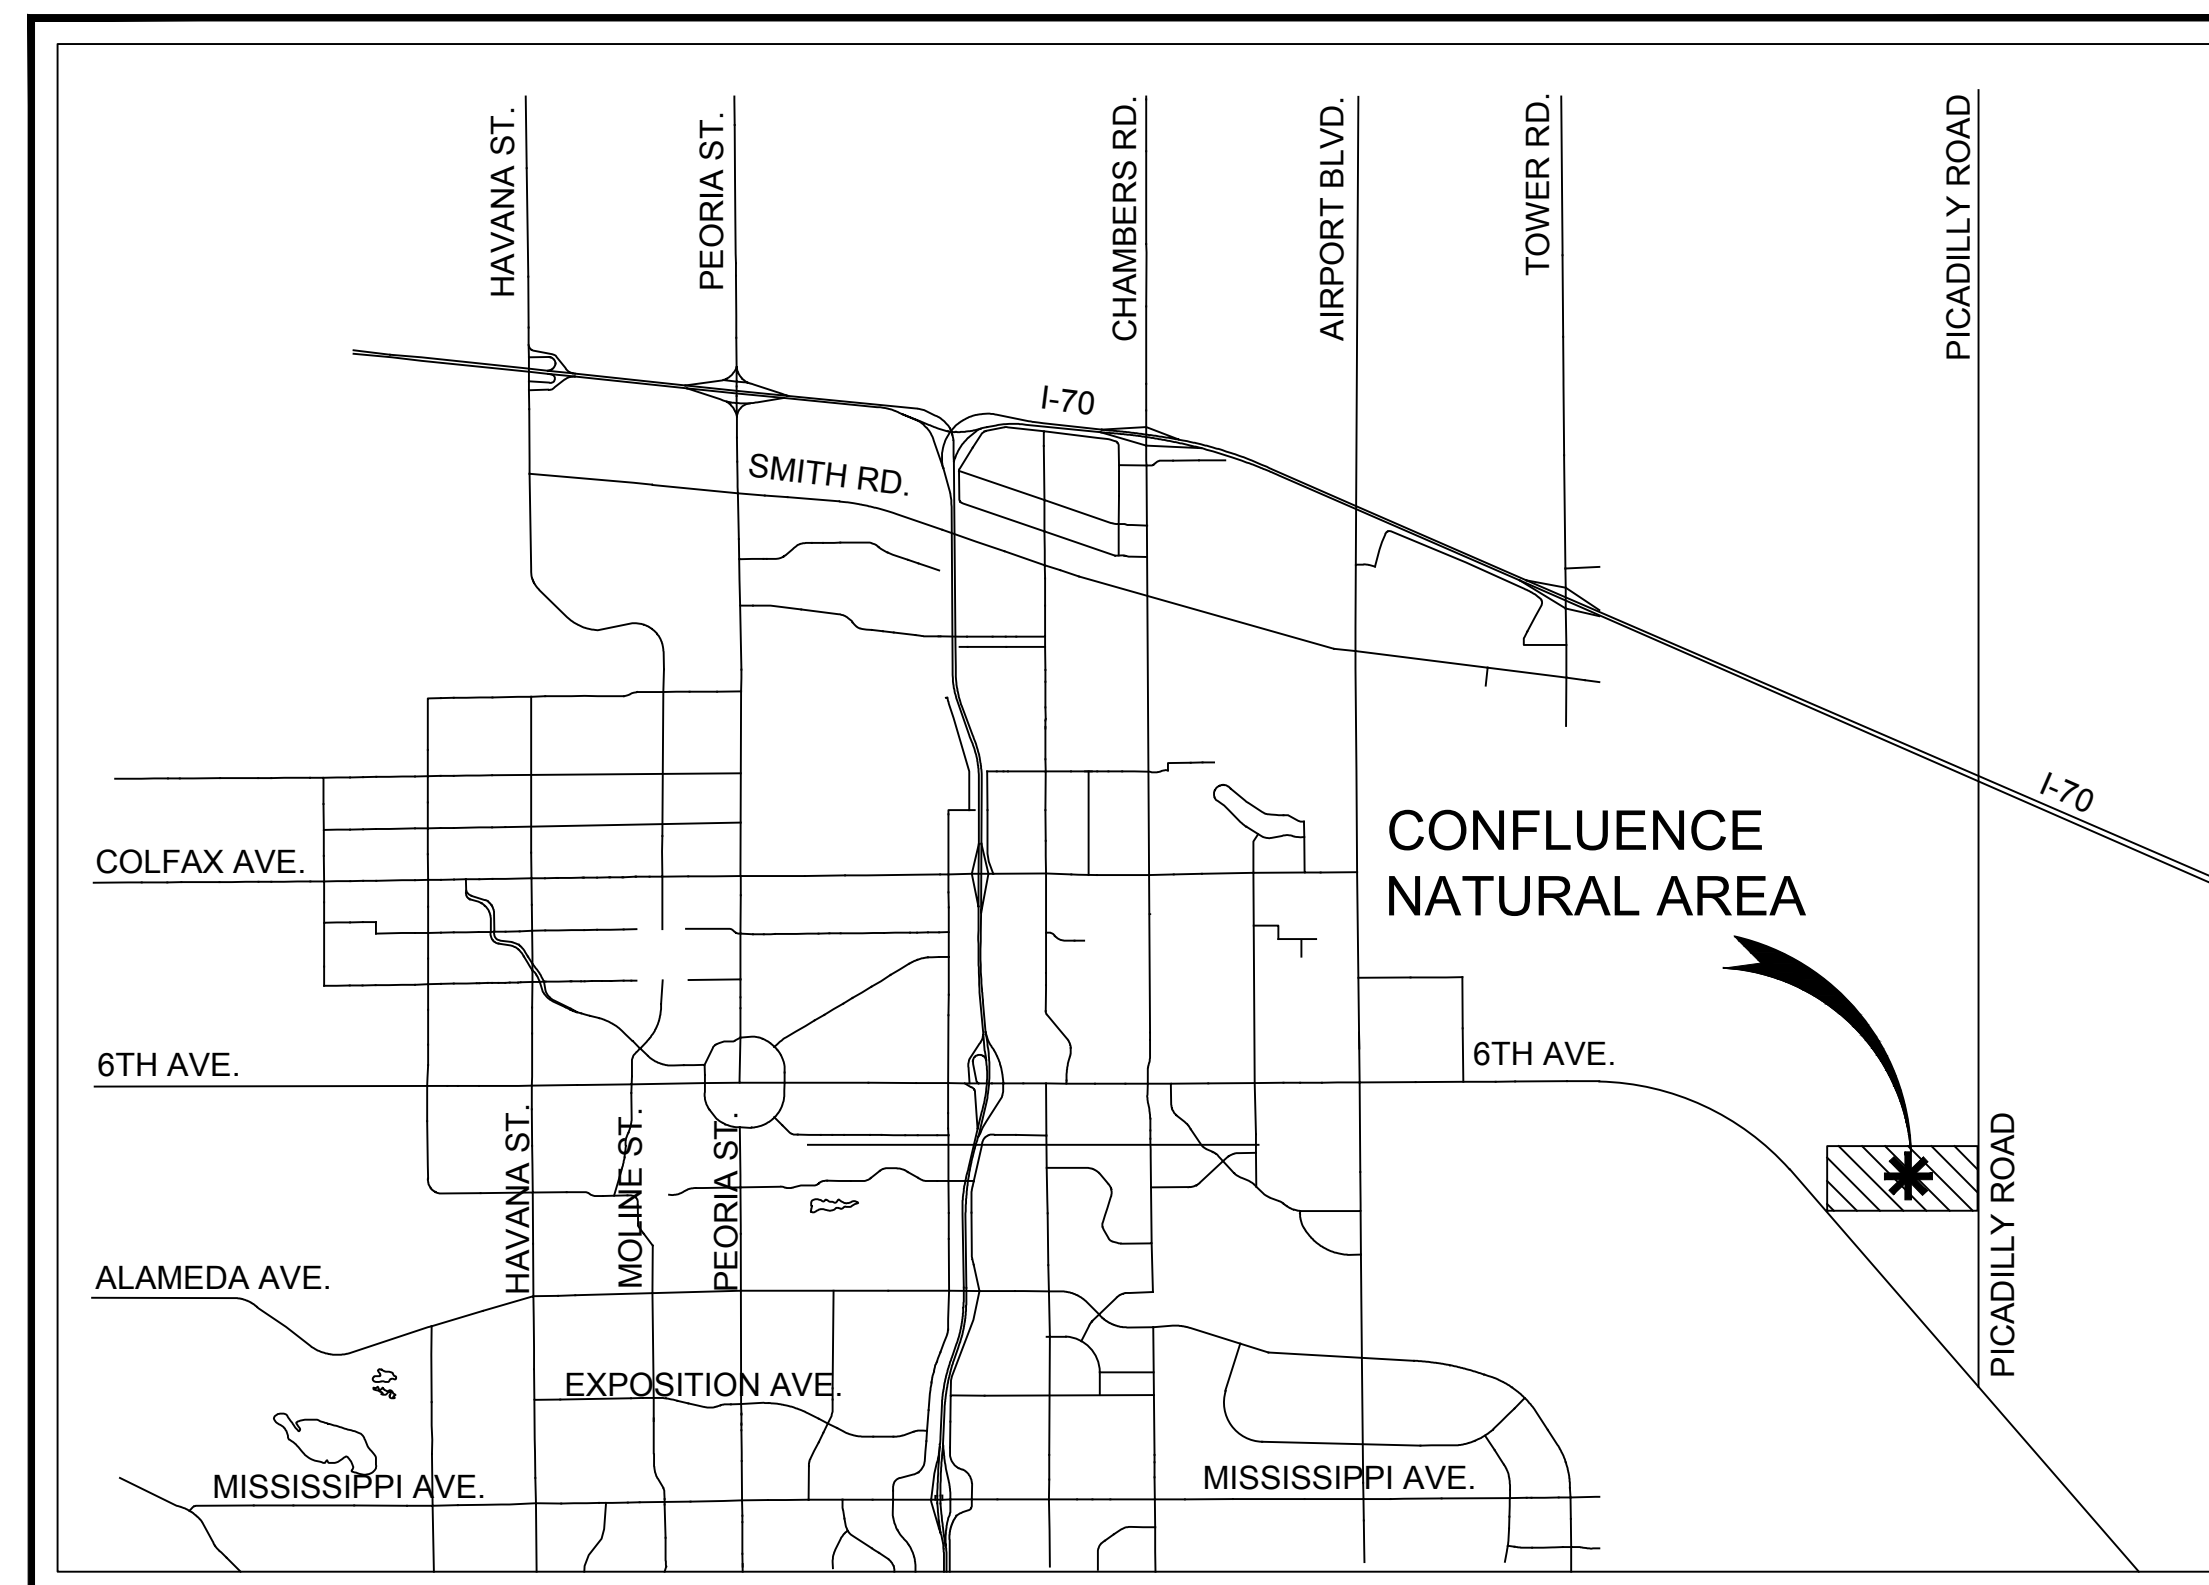 HAVANA ST.
PEORIA ST.
CHAMBERS RD.
AIRPORT BLVD.
TOWER RD.
PICADILLY ROAD
I-70
SMITH RD.
I-70
CONFLUENCE
NATURAL AREA
COLFAX AVE.
6TH AVE.
6TH AVE.
HAVANA ST.
MOLINE ST.
PEORIA ST.
PICADILLY ROAD
ALAMEDA AVE.
EXPOSITION AVE.
MISSISSIPPI AVE.
MISSISSIPPI AVE.